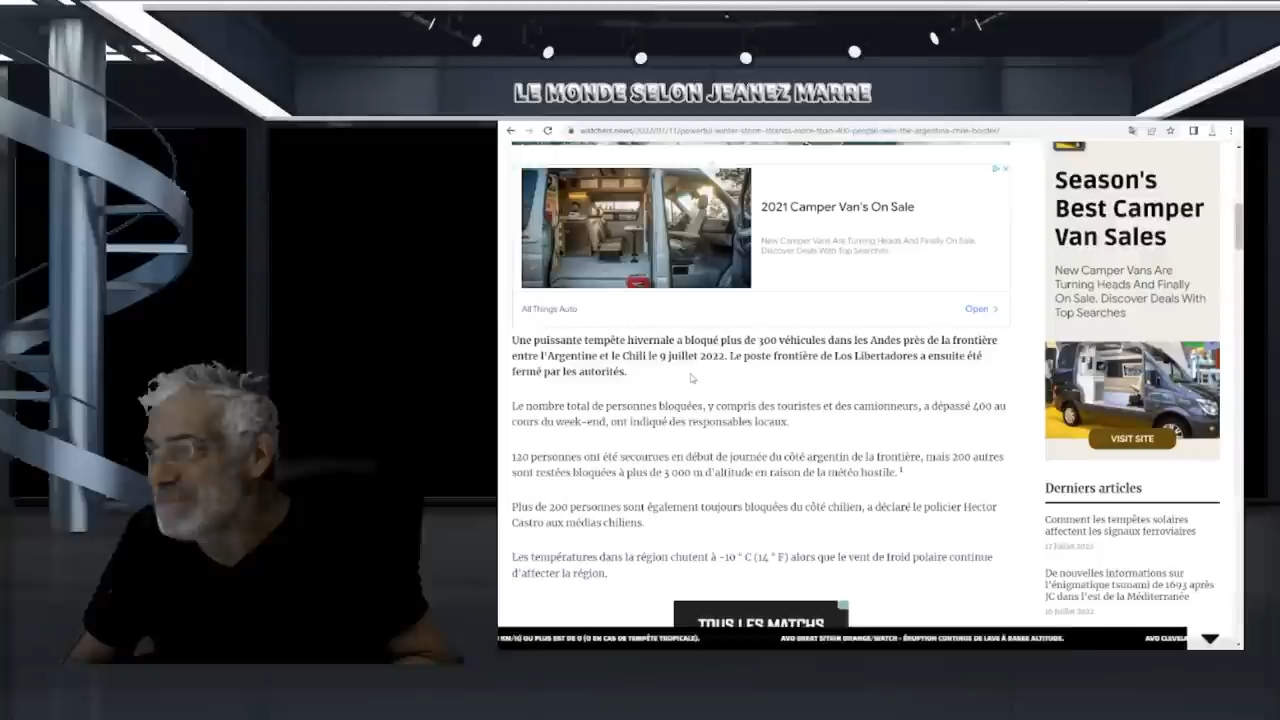 LE MONDE SELON JEANEZ MARRE
watchers.news/2022/07/11/powerful-winter-storm-strands-more-than-400-people-near-the-argentina-chile-border/
2021 Camper Van's On Sale
New Camper Vans Are Turning Heads And Finally On Sale.
Discover Deals With Top Searches.
All Things Auto
Open
Une puissante tempête hivernale a bloqué plus de 300 véhicules dans les Andes près de la frontière
entre l'Argentine et le Chili le 9 juillet 2022. Le poste frontière de Los Libertadores a ensuite été
fermé par les autorités.
Le nombre total de personnes bloquées, y compris des touristes et des camionneurs, a dépassé 400 au
cours du week-end, ont indiqué des responsables locaux.
120 personnes ont été secourues en début de journée du côté argentin de la frontière, mais 200 autres
sont restées bloquées à plus de 3 000 m d'altitude en raison de la météo hostile. 1
Plus de 200 personnes sont également toujours bloquées du côté chilien, a déclaré le policier Hector
Castro aux médias chiliens.
Les températures dans la région chutent à -10 ° C (14 ° F) alors que le vent de froid polaire continue
d'affecter la région.
TOUS LES MATCHS
Season's
Best Camper
Van Sales
New Camper Vans Are
Turning Heads And Finally
On Sale. Discover Deals With
Top Searches
VISIT SITE
Derniers articles
Comment les tempêtes solaires
affectent les signaux ferroviaires
17 juillet 2022
De nouvelles informations sur
l'énigmatique tsunami de 1693 après
JC dans l'est de la Méditerranée
16 juillet 2022
KM/H) OU PLUS EST DE 0 (0 EN CAS DE TEMPÊTE TROPICALE). AVO GREAT SITKIN ORANGE/WATCH - ÉRUPTION CONTINUE DE LAVE À BASSE ALTITUDE. AVO CLEVELA